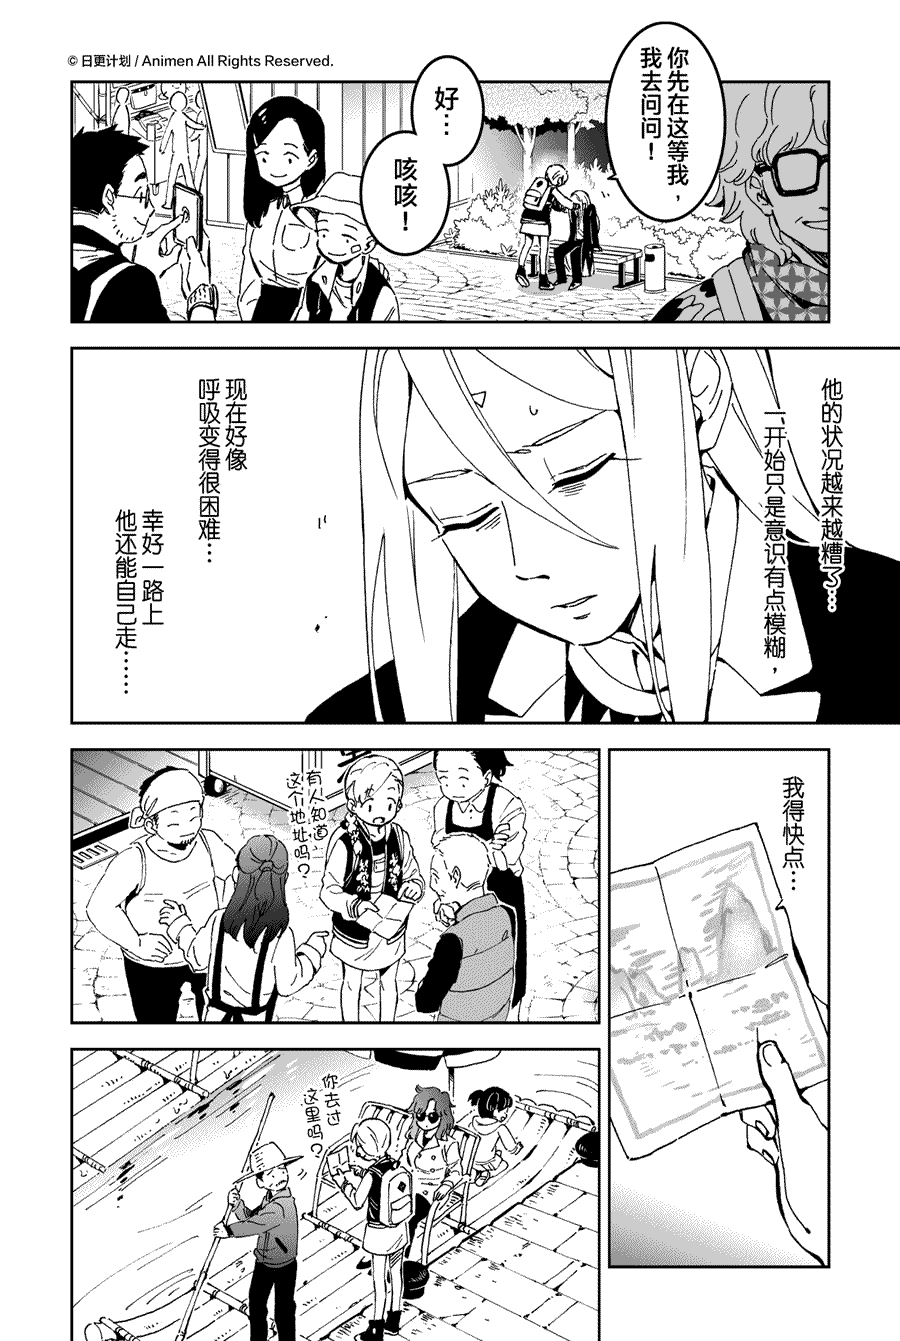 © 日更计划 / Animen All Rights Reserved.
你先在这等我，
我去问问！
好…
咳咳！
他的状况越来越糟了…
一开始只是意识有点模糊，
现在好像
呼吸变得很困难…
幸好一路上
他还能自己走……
我得快点…
有人知道
这个地址吗？
你去过
这里吗？